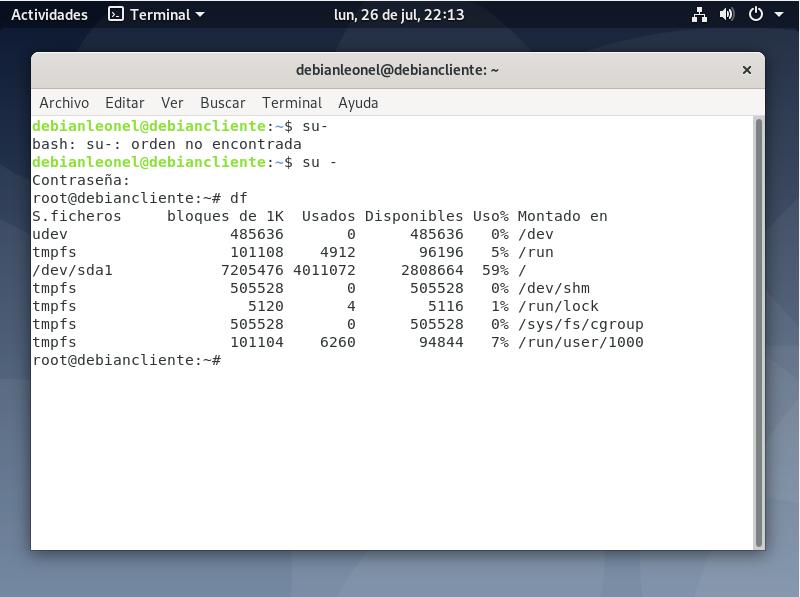 Actividades Terminal lun, 26 de jul, 22:13
debianleonel@debiancliente: ~ ×
Archivo Editar Ver Buscar Terminal Ayuda
debianleonel@debiancliente:~$ su-
bash: su-: orden no encontrada
debianleonel@debiancliente:~$ su -
Contraseña:
root@debiancliente:~# df
S.ficheros     bloques de 1K  Usados Disponibles Uso% Montado en
udev                  485636       0      485636   0% /dev
tmpfs                 101108    4912       96196   5% /run
/dev/sda1            7205476 4011072     2808664  59% /
tmpfs                 505528       0      505528   0% /dev/shm
tmpfs                   5120       4        5116   1% /run/lock
tmpfs                 505528       0      505528   0% /sys/fs/cgroup
tmpfs                 101104    6260       94844   7% /run/user/1000
root@debiancliente:~#